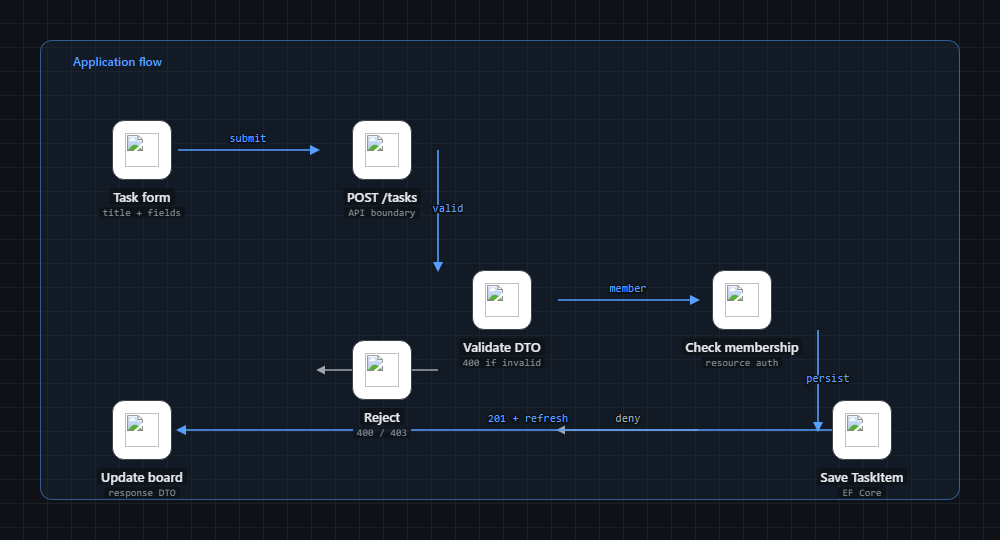 Application flow
submit
Task form
title + fields
POST /tasks
API boundary
valid
member
Validate DTO
400 if invalid
Check membership
resource auth
persist
Reject
400 / 403
201 + refresh
deny
Update board
response DTO
Save TaskItem
EF Core